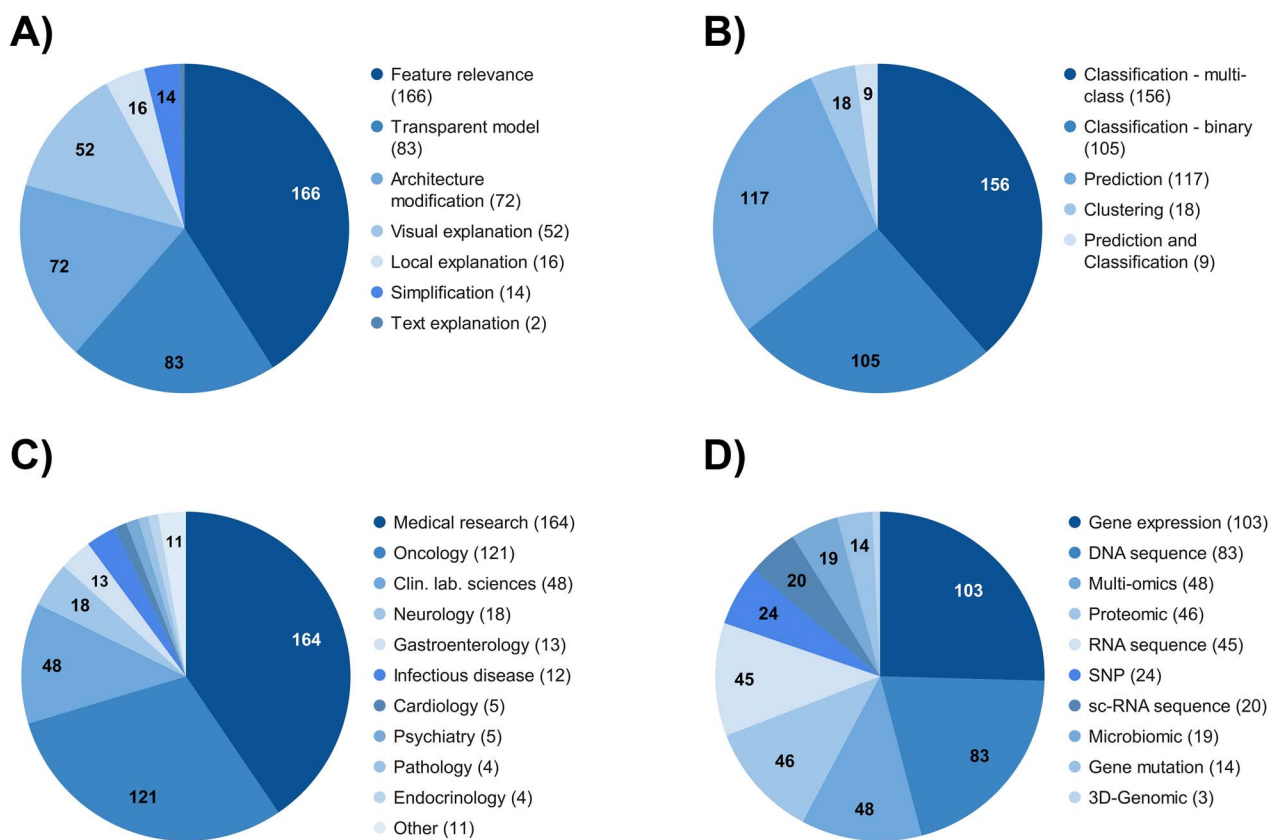 A)
166
83
72
52
16
14
Feature relevance
(166)
Transparent model
(83)
Architecture
modification (72)
Visual explanation (52)
Local explanation (16)
Simplification (14)
Text explanation (2)
B)
156
105
117
18
9
Classification - multi-
class (156)
Classification - binary
(105)
Prediction (117)
Clustering (18)
Prediction and
Classification (9)
C)
164
121
48
18
13
11
Medical research (164)
Oncology (121)
Clin. lab. sciences (48)
Neurology (18)
Gastroenterology (13)
Infectious disease (12)
Cardiology (5)
Psychiatry (5)
Pathology (4)
Endocrinology (4)
Other (11)
D)
103
83
48
46
45
24
20
19
14
Gene expression (103)
DNA sequence (83)
Multi-omics (48)
Proteomic (46)
RNA sequence (45)
SNP (24)
sc-RNA sequence (20)
Microbiomic (19)
Gene mutation (14)
3D-Genomic (3)